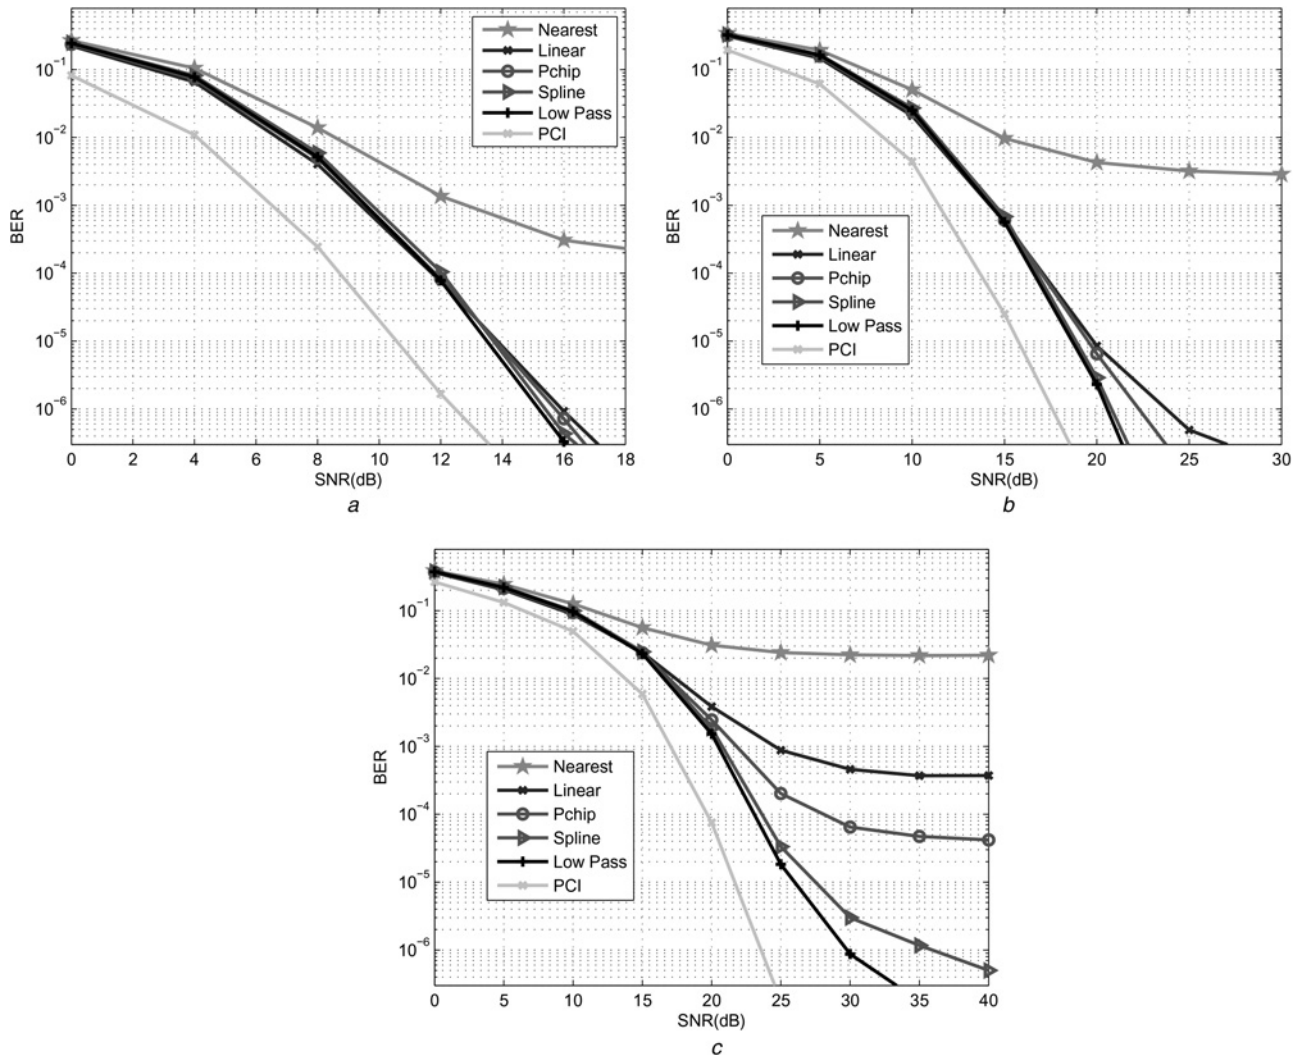 Nearest
Linear
Pchip
Spline
Low Pass
PCI
10⁻¹
10⁻²
10⁻³
10⁻⁴
10⁻⁵
10⁻⁶
BER
0 2 4 6 8 10 12 14 16 18
SNR(dB)
a
Nearest
Linear
Pchip
Spline
Low Pass
PCI
10⁻¹
10⁻²
10⁻³
10⁻⁴
10⁻⁵
10⁻⁶
BER
0 5 10 15 20 25 30
SNR(dB)
b
Nearest
Linear
Pchip
Spline
Low Pass
PCI
10⁻¹
10⁻²
10⁻³
10⁻⁴
10⁻⁵
10⁻⁶
BER
0 5 10 15 20 25 30 35 40
SNR(dB)
c